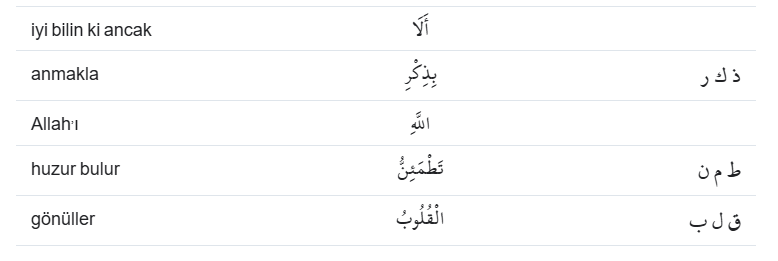 iyi bilin ki ancak أَلَا
anmakla بِذِكْرِ ذ ك ر
Allah'ı اللَّهِ
huzur bulur تَطْمَئِنُّ ط م ن
gönüller الْقُلُوبُ ق ل ب